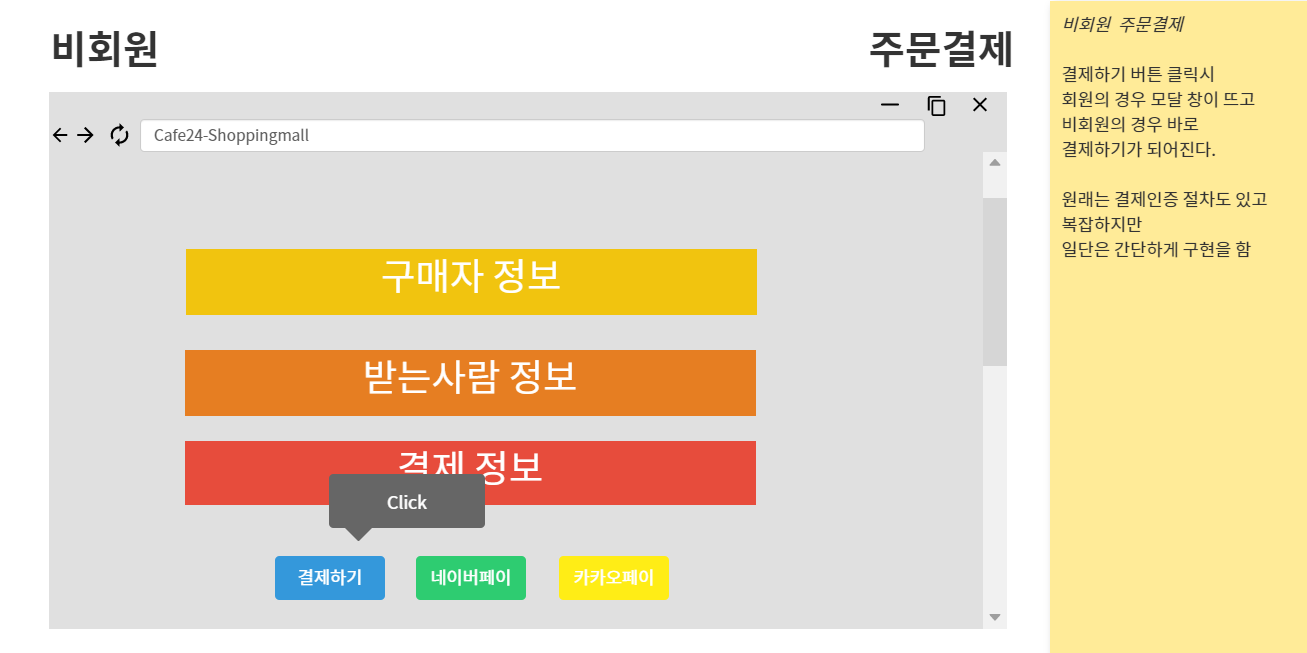 비회원
주문결제
Cafe24-Shoppingmall
구매자 정보
받는사람 정보
결제 정보
Click
결제하기
네이버페이
카카오페이
비회원 주문결제
결제하기 버튼 클릭시
회원의 경우 모달 창이 뜨고
비회원의 경우 바로
결제하기가 되어진다.
원래는 결제인증 절차도 있고
복잡하지만
일단은 간단하게 구현을 함